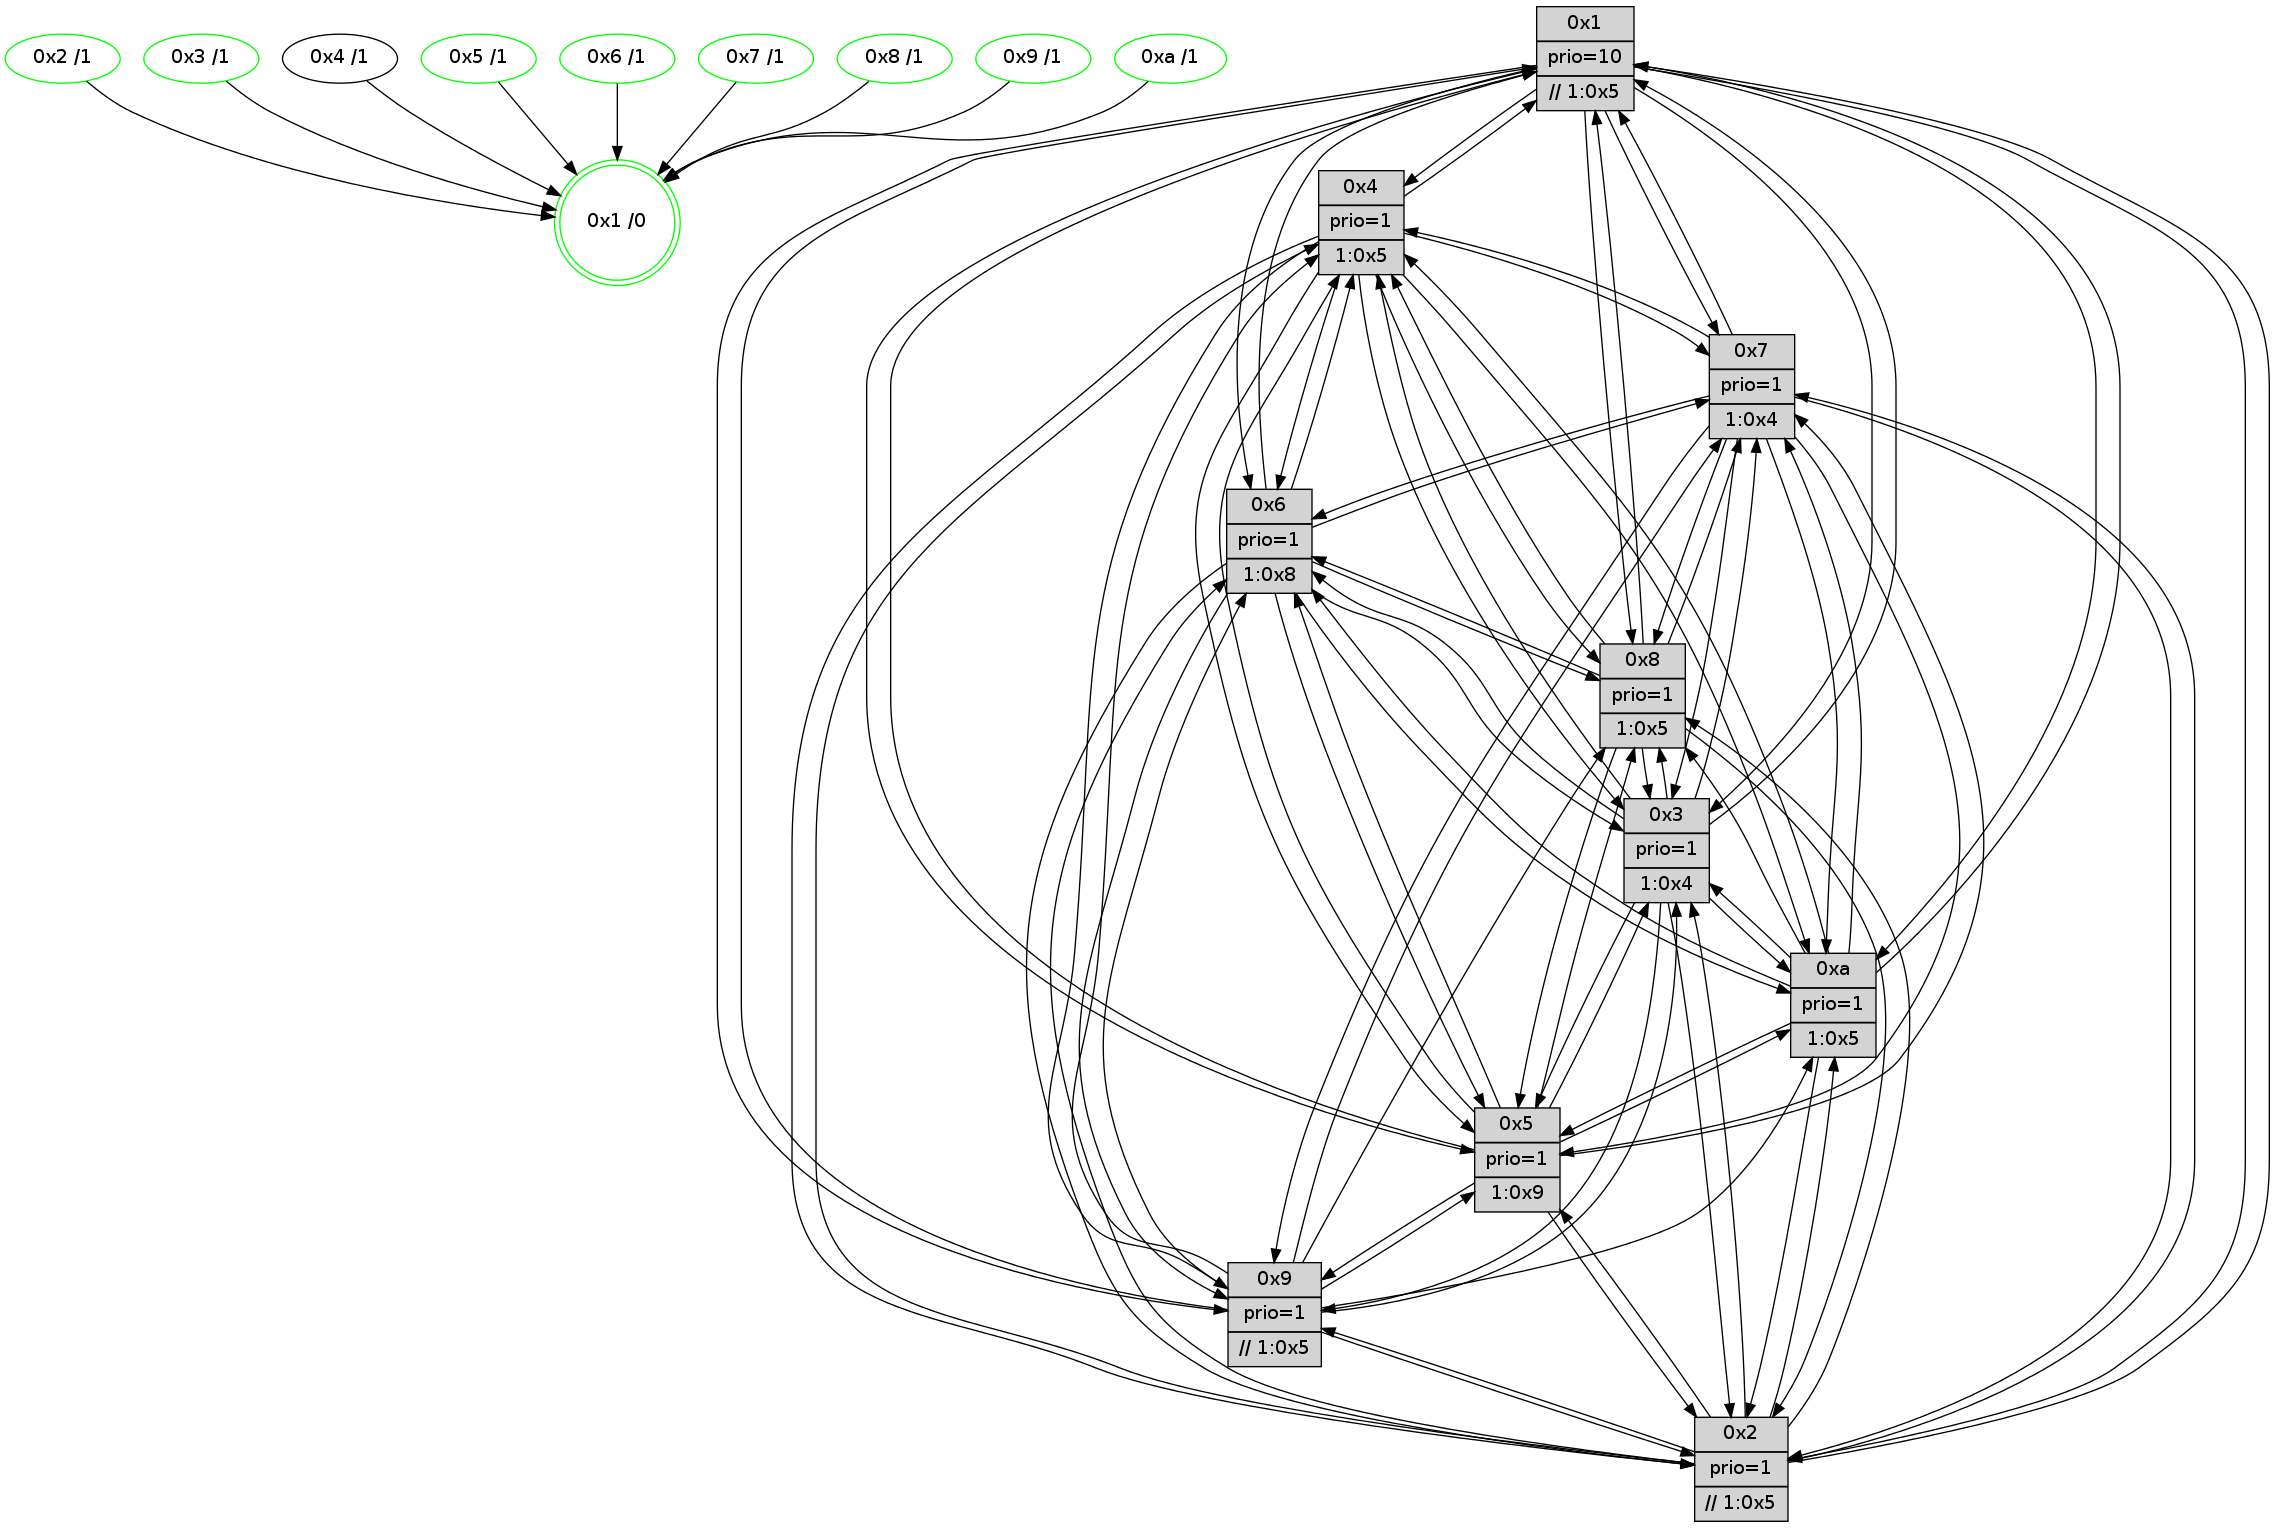 0x2 /1
0x3 /1
0x4 /1
0x5 /1
0x6 /1
0x7 /1
0x8 /1
0x9 /1
0xa /1
0x1 /0
0x1
prio=10
// 1:0x5
0x4
prio=1
1:0x5
0x7
prio=1
1:0x4
0x6
prio=1
1:0x8
0x8
prio=1
1:0x5
0x3
prio=1
1:0x4
0xa
prio=1
1:0x5
0x5
prio=1
1:0x9
0x9
prio=1
// 1:0x5
0x2
prio=1
// 1:0x5